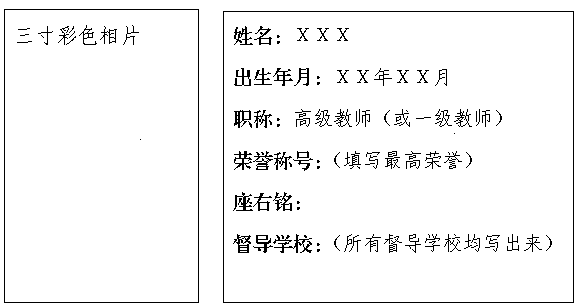 三寸彩色相片
姓名：ＸＸＸ
出生年月：ＸＸ年ＸＸ月
职称：高级教师（或一级教师）
荣誉称号：（填写最高荣誉）
座右铭：
督导学校：（所有督导学校均写出来）